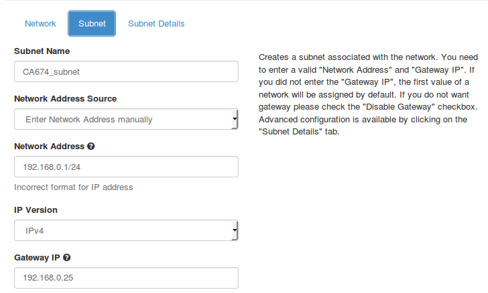 Network Subnet Subnet Details
Subnet Name
CA674_subnet
Network Address Source
Enter Network Address manually
Network Address
192.168.0.1/24
Incorrect format for IP address
IP Version
IPv4
Gateway IP
192.168.0.25
Creates a subnet associated with the network. You need
to enter a valid "Network Address" and "Gateway IP". If
you did not enter the "Gateway IP", the first value of a
network will be assigned by default. If you do not want
gateway please check the "Disable Gateway" checkbox.
Advanced configuration is available by clicking on the
"Subnet Details" tab.